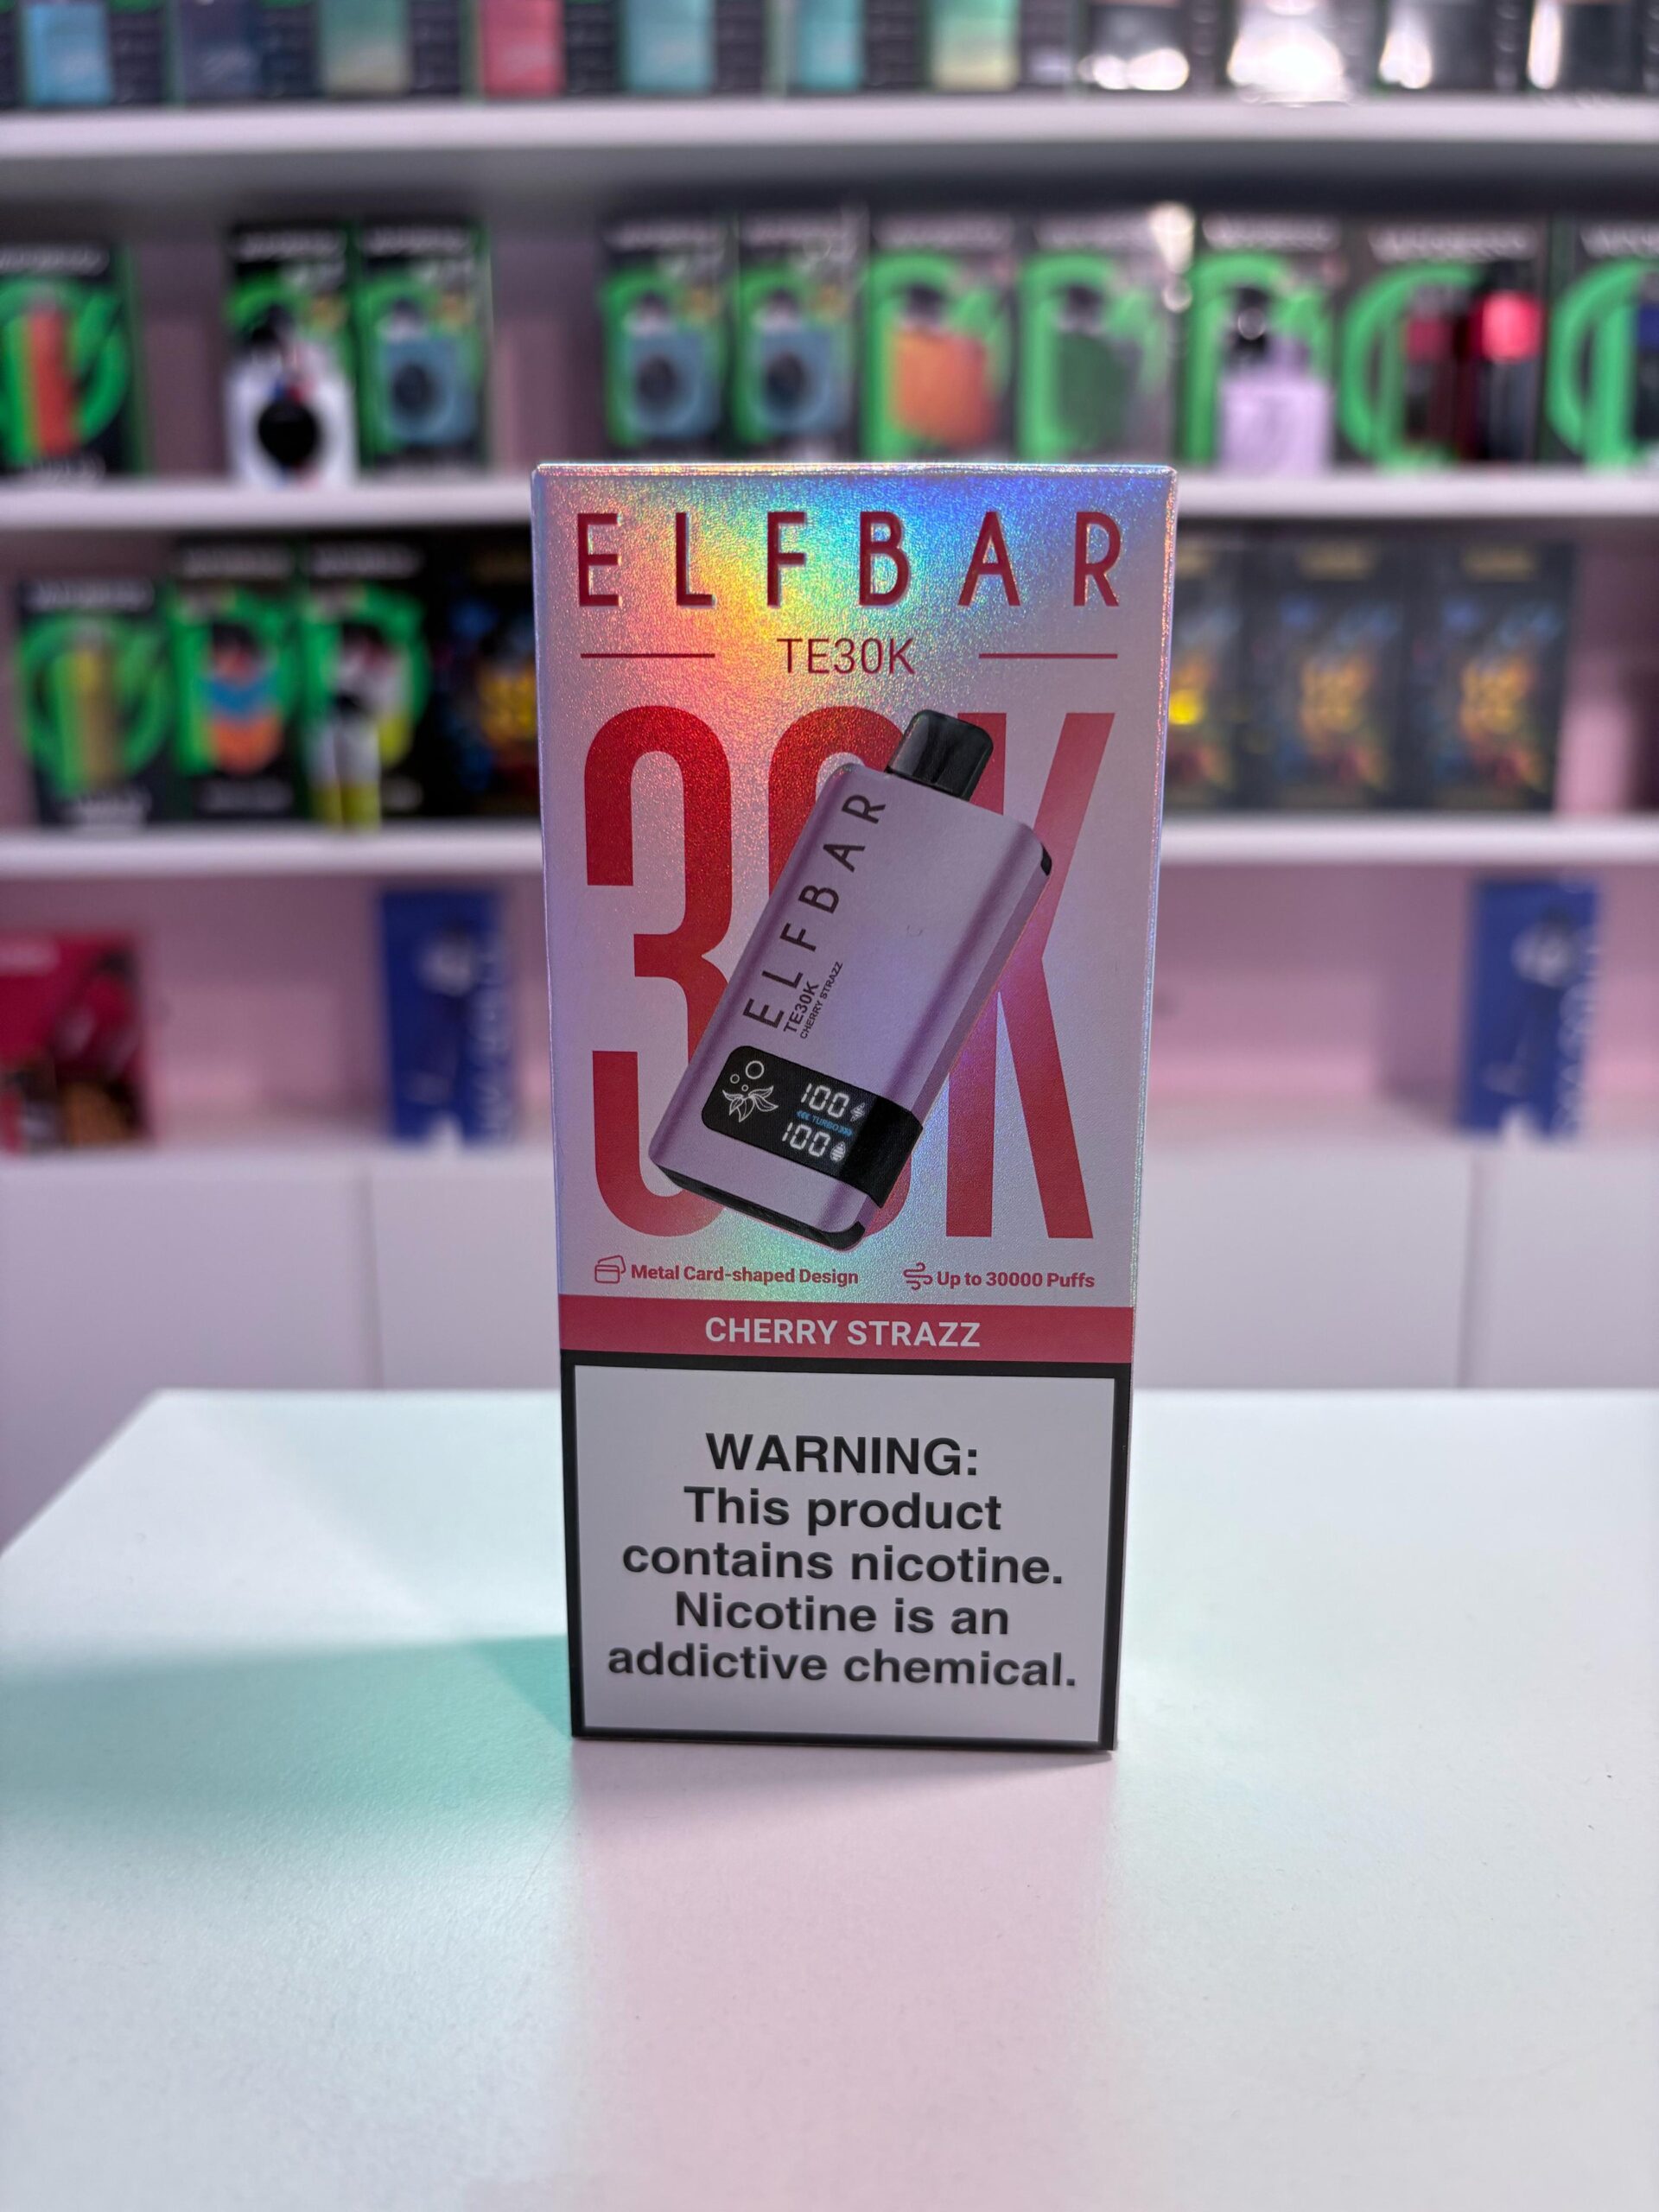 ELFBAR
TE30K
30K
ELFBAR
TE30K
CHERRY STRAZZ
100
TURBO
100
Metal Card-shaped Design
Up to 30000 Puffs
CHERRY STRAZZ
WARNING:
This product
contains nicotine.
Nicotine is an
addictive chemical.